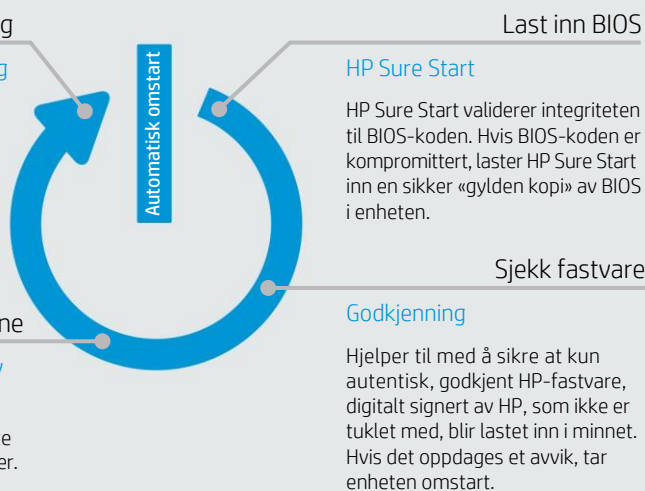 Last inn BIOS
HP Sure Start
HP Sure Start validerer integriteten
til BIOS-koden. Hvis BIOS-koden er
kompromittert, laster HP Sure Start
inn en sikker «gylden kopi» av BIOS
i enheten.
Sjekk fastvare
Godkjenning
Hjelper til med å sikre at kun
autentisk, godkjent HP-fastvare,
digitalt signert av HP, som ikke er
tuklet med, blir lastet inn i minnet.
Hvis det oppdages et avvik, tar
enheten omstart.
Automatisk omstart